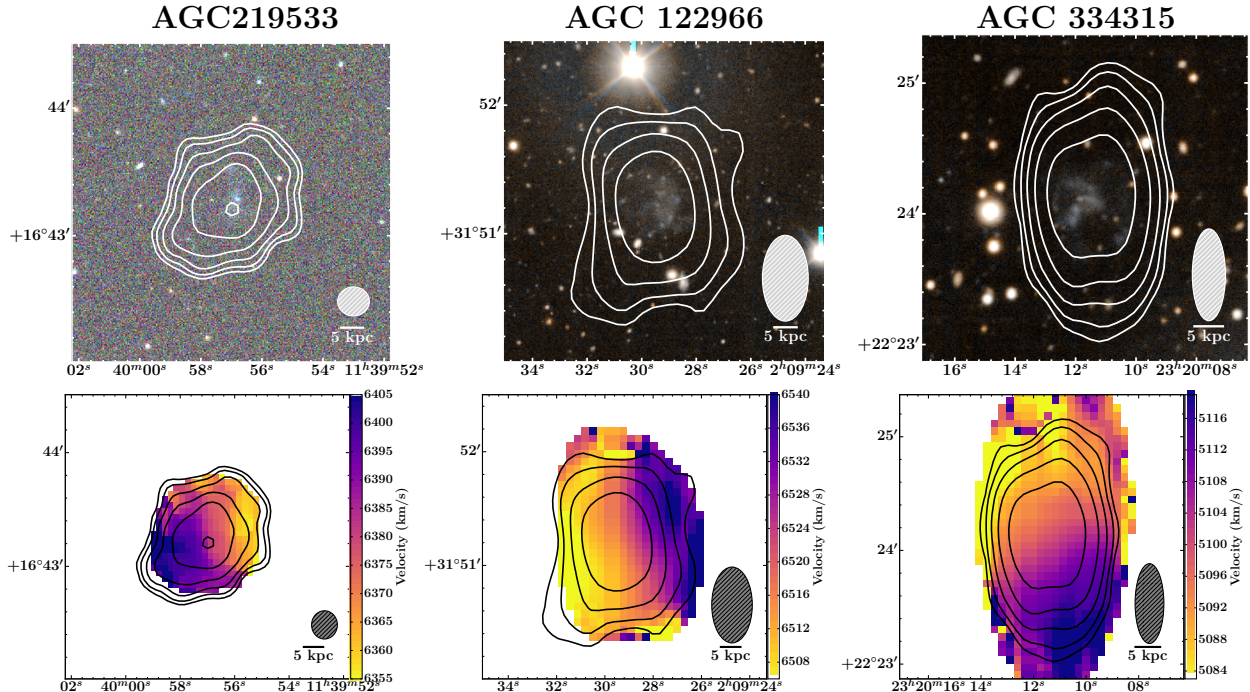 AGC219533
AGC 122966
AGC 334315
44′
+16°43′
5 kpc
02ˢ 40ᵐ00ˢ 58ˢ 56ˢ 54ˢ 11ʰ39ᵐ52ˢ
52′
+31°51′
5 kpc
34ˢ 32ˢ 30ˢ 28ˢ 2ʰ09ᵐ24ˢ
25′
24′
+22°23′
5 kpc
16ˢ 14ˢ 12ˢ 10ˢ 23ʰ20ᵐ08ˢ
44′
+16°43′
5 kpc
02ˢ 40ᵐ00ˢ 58ˢ 56ˢ 11ʰ39ᵐ52ˢ
6405
6400
6395
6390
6385
6380
6375
6370
6365
6360
6355
Velocity (km/s)
52′
+31°51′
5 kpc
34ˢ 32ˢ 30ˢ 28ˢ 2ʰ09ᵐ24ˢ
6540
6536
6532
6528
6524
6520
6516
6512
6508
Velocity (km/s)
25′
24′
+22°23′
5 kpc
23ʰ20ᵐ16ˢ 14ˢ 12ˢ 10ˢ 08ˢ
5116
5112
5108
5104
5100
5096
5092
5088
5084
Velocity (km/s)